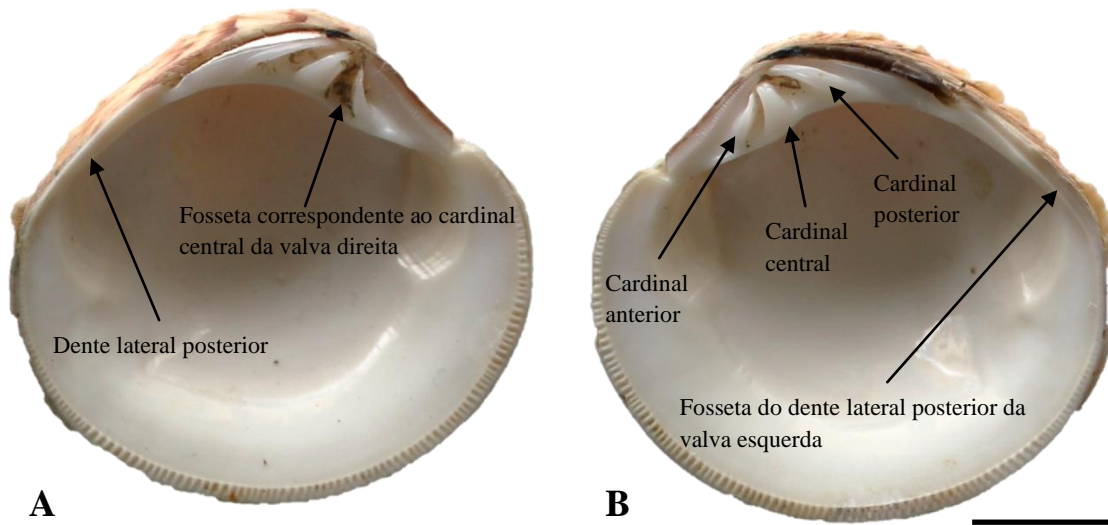 Fosseta correspondente ao cardinal
central da valva direita
Dente lateral posterior
A
Cardinal
posterior
Cardinal
central
Cardinal
anterior
Fosseta do dente lateral posterior da
valva esquerda
B